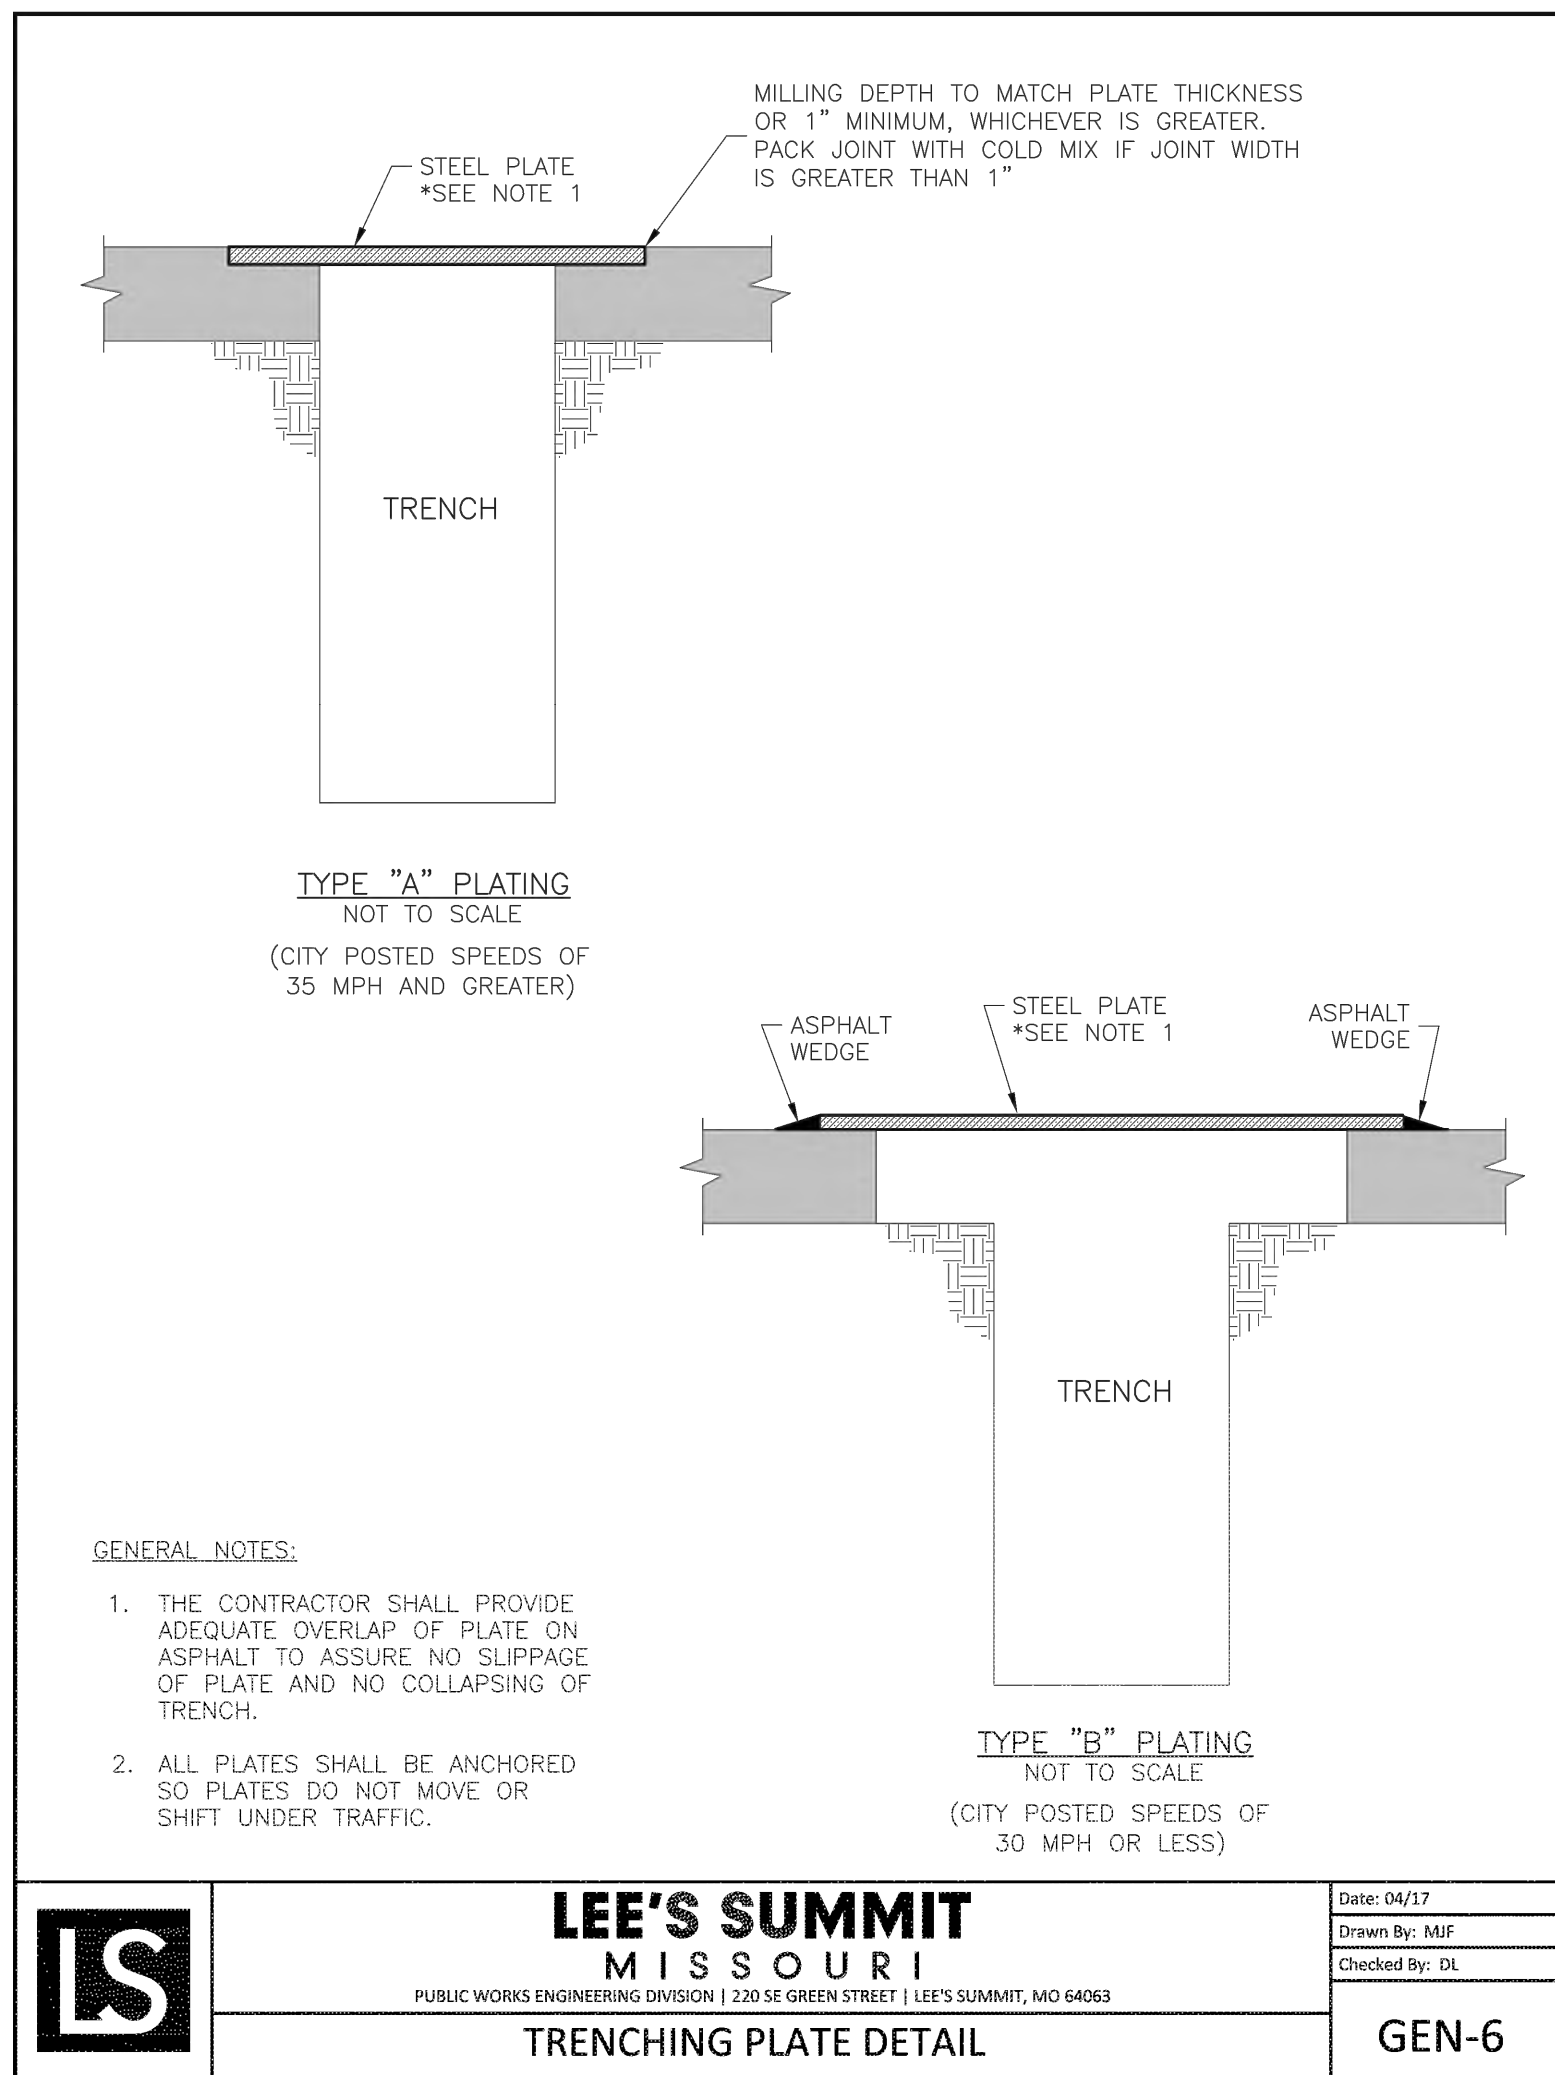 MILLING DEPTH TO MATCH PLATE THICKNESS
OR 1" MINIMUM, WHICHEVER IS GREATER.
PACK JOINT WITH COLD MIX IF JOINT WIDTH
IS GREATER THAN 1"
STEEL PLATE
*SEE NOTE 1
TRENCH
TYPE "A" PLATING
NOT TO SCALE
(CITY POSTED SPEEDS OF
35 MPH AND GREATER)
ASPHALT
WEDGE
STEEL PLATE
*SEE NOTE 1
ASPHALT
WEDGE
TRENCH
TYPE "B" PLATING
NOT TO SCALE
(CITY POSTED SPEEDS OF
30 MPH OR LESS)
GENERAL NOTES:
1. THE CONTRACTOR SHALL PROVIDE
ADEQUATE OVERLAP OF PLATE ON
ASPHALT TO ASSURE NO SLIPPAGE
OF PLATE AND NO COLLAPSING OF
TRENCH.
2. ALL PLATES SHALL BE ANCHORED
SO PLATES DO NOT MOVE OR
SHIFT UNDER TRAFFIC.
LS
LEE'S SUMMIT
MISSOURI
PUBLIC WORKS ENGINEERING DIVISION | 220 SE GREEN STREET | LEE'S SUMMIT, MO 64063
TRENCHING PLATE DETAIL
Date: 04/17
Drawn By: MJF
Checked By: DL
GEN-6